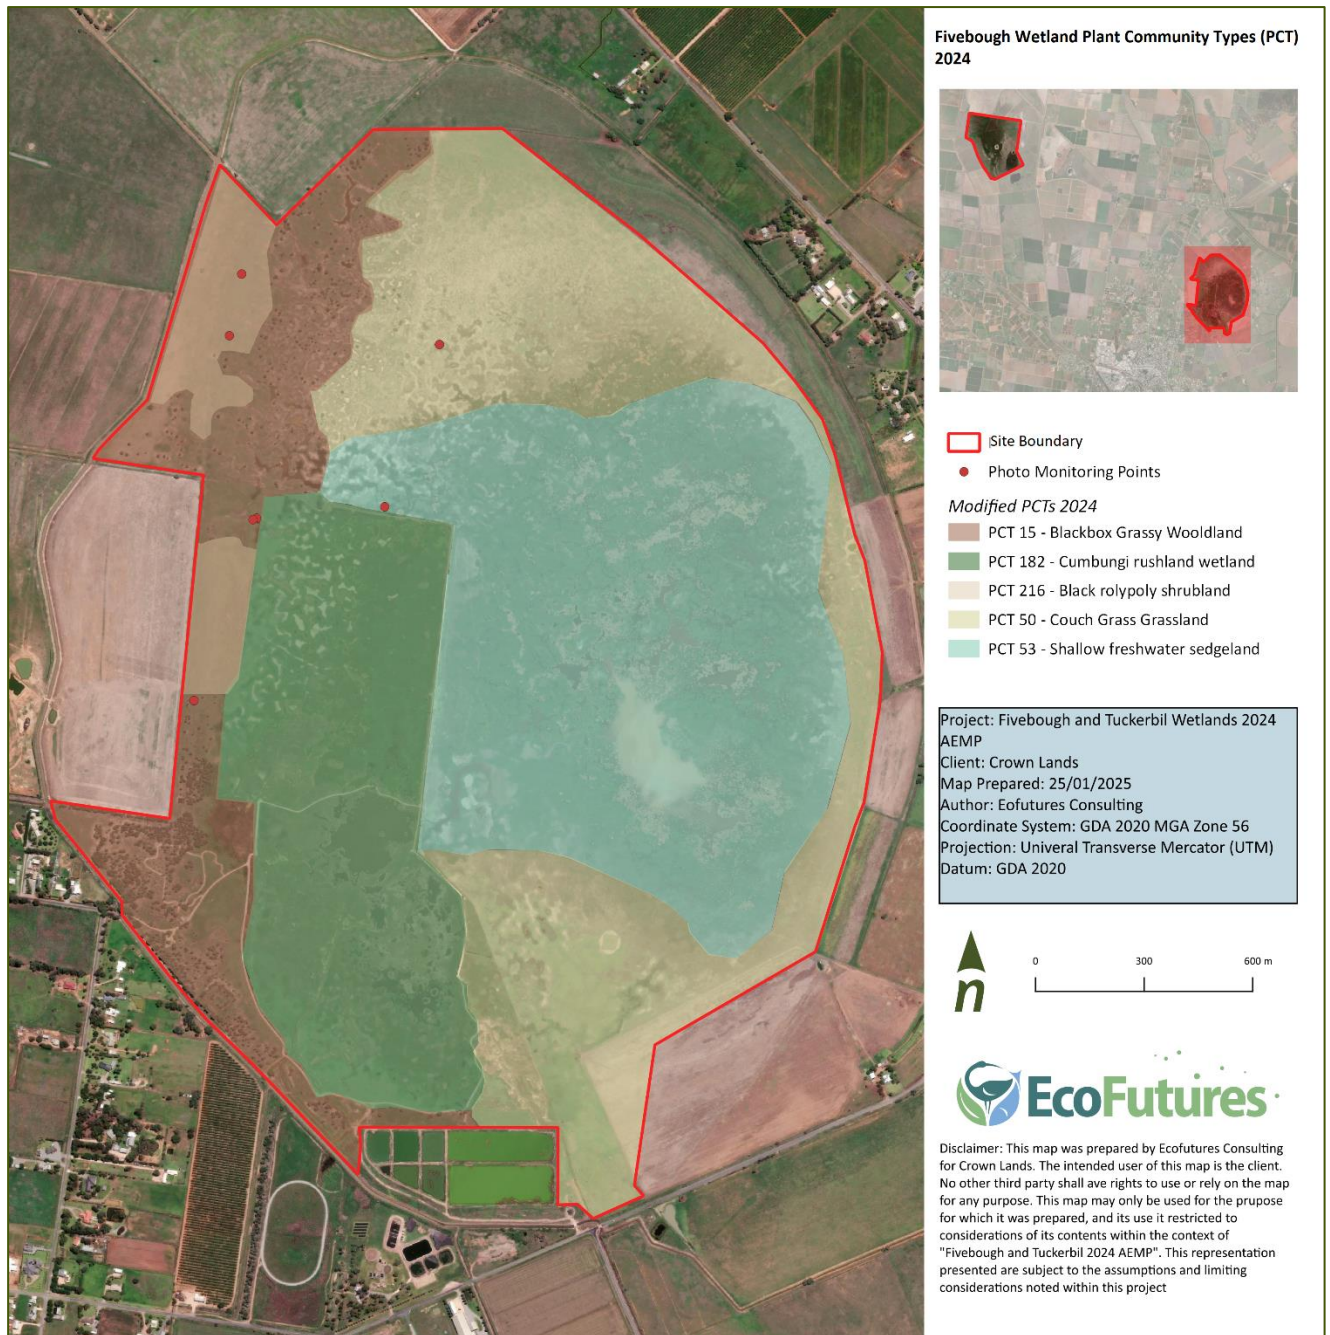 Fivebough Wetland Plant Community Types (PCT)
2024
Site Boundary
Photo Monitoring Points
Modified PCTs 2024
PCT 15 - Blackbox Grassy Wooldland
PCT 182 - Cumbungi rushland wetland
PCT 216 - Black rolypoly shrubland
PCT 50 - Couch Grass Grassland
PCT 53 - Shallow freshwater sedgeland
Project: Fivebough and Tuckerbil Wetlands 2024
AEMP
Client: Crown Lands
Map Prepared: 25/01/2025
Author: Eofutures Consulting
Coordinate System: GDA 2020 MGA Zone 56
Projection: Univeral Transverse Mercator (UTM)
Datum: GDA 2020
0 300 600 m
n
EcoFutures
Disclaimer: This map was prepared by Ecofutures Consulting
for Crown Lands. The intended user of this map is the client.
No other third party shall ave rights to use or rely on the map
for any purpose. This map may only be used for the prupose
for which it was prepared, and its use it restricted to
considerations of its contents within the context of
"Fivebough and Tuckerbil 2024 AEMP". This representation
presented are subject to the assumptions and limiting
considerations noted within this project